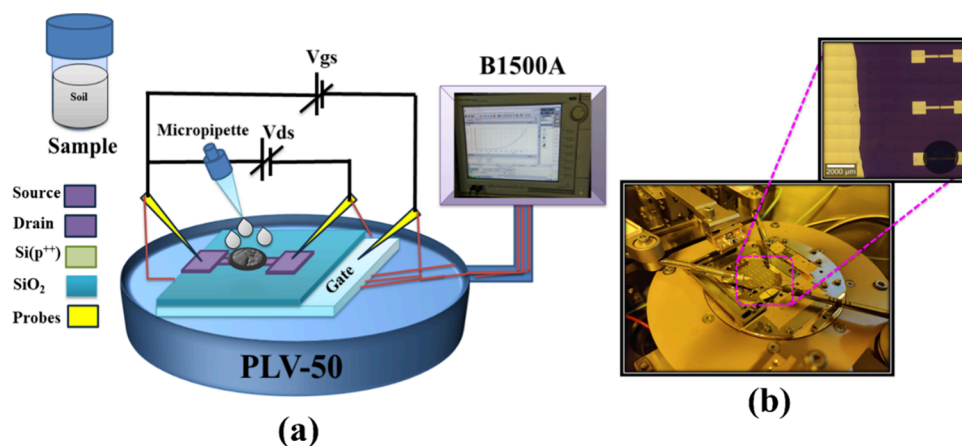 Soil
Sample
Source
Drain
Si(p⁺⁺)
SiO₂
Probes
Vgs
Vds
Micropipette
B1500A
Gate
PLV-50
(a)
2000 µm
(b)